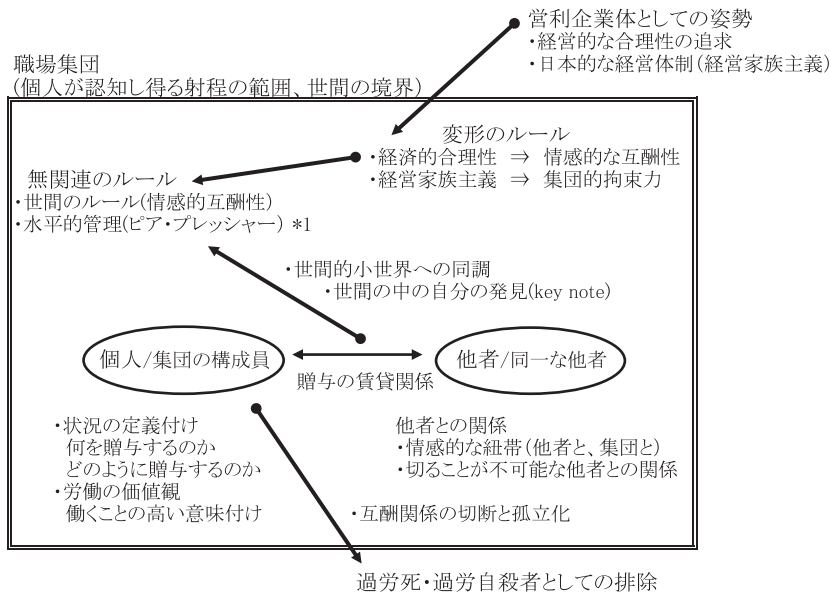 営利企業体としての姿勢
・経営的な合理性の追求
・日本的な経営体制(経営家族主義)
職場集団
(個人が認知し得る射程の範囲、世間の境界)
変形のルール
・経済的合理性 ⇒ 情感的な互酬性
・経営家族主義 ⇒ 集団的拘束力
無関連のルール
・世間のルール(情感的互酬性)
・水平的管理(ピア・プレッシャー) *1
・世間的小世界への同調
・世間の中の自分の発見(key note)
個人/集団の構成員
他者/同一な他者
贈与の賃貸関係
・状況の定義付け
何を贈与するのか
どのように贈与するのか
・労働の価値観
働くことの高い意味付け
他者との関係
・情感的な紐帯(他者と、集団と)
・切ることが不可能な他者との関係
・互酬関係の切断と孤立化
過労死・過労自殺者としての排除